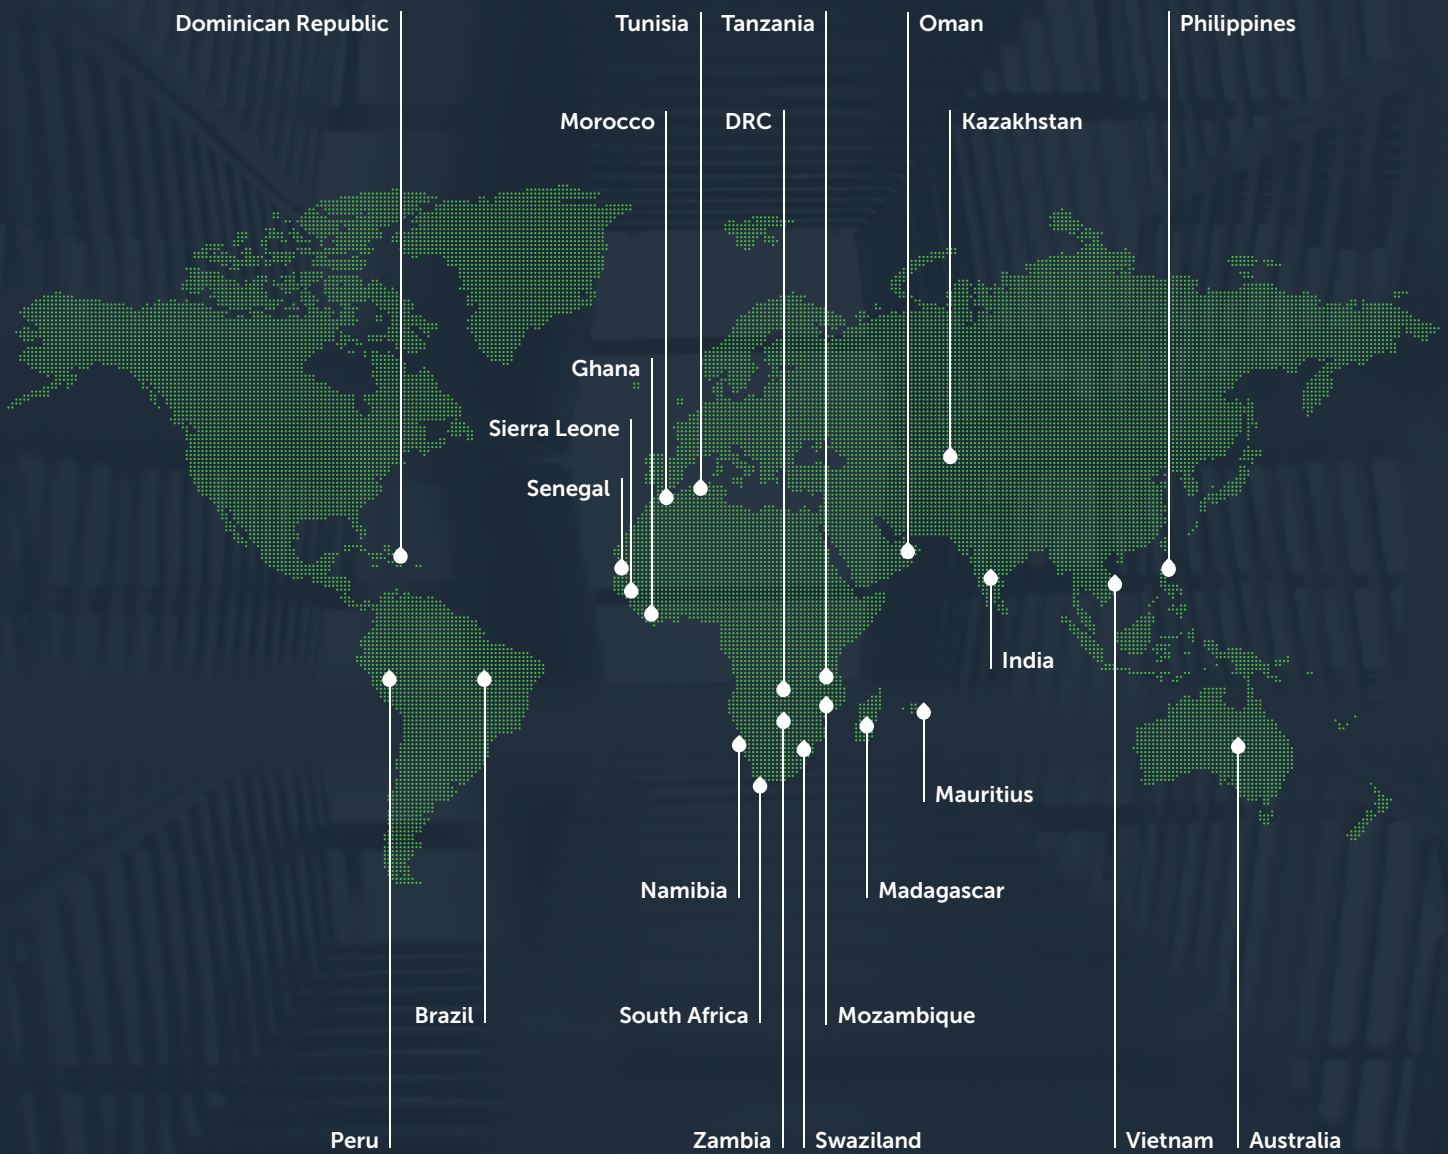 Dominican Republic
Tunisia
Tanzania
Oman
Philippines
Morocco
DRC
Kazakhstan
Ghana
Sierra Leone
Senegal
India
Mauritius
Namibia
Madagascar
Brazil
South Africa
Mozambique
Peru
Zambia
Swaziland
Vietnam
Australia